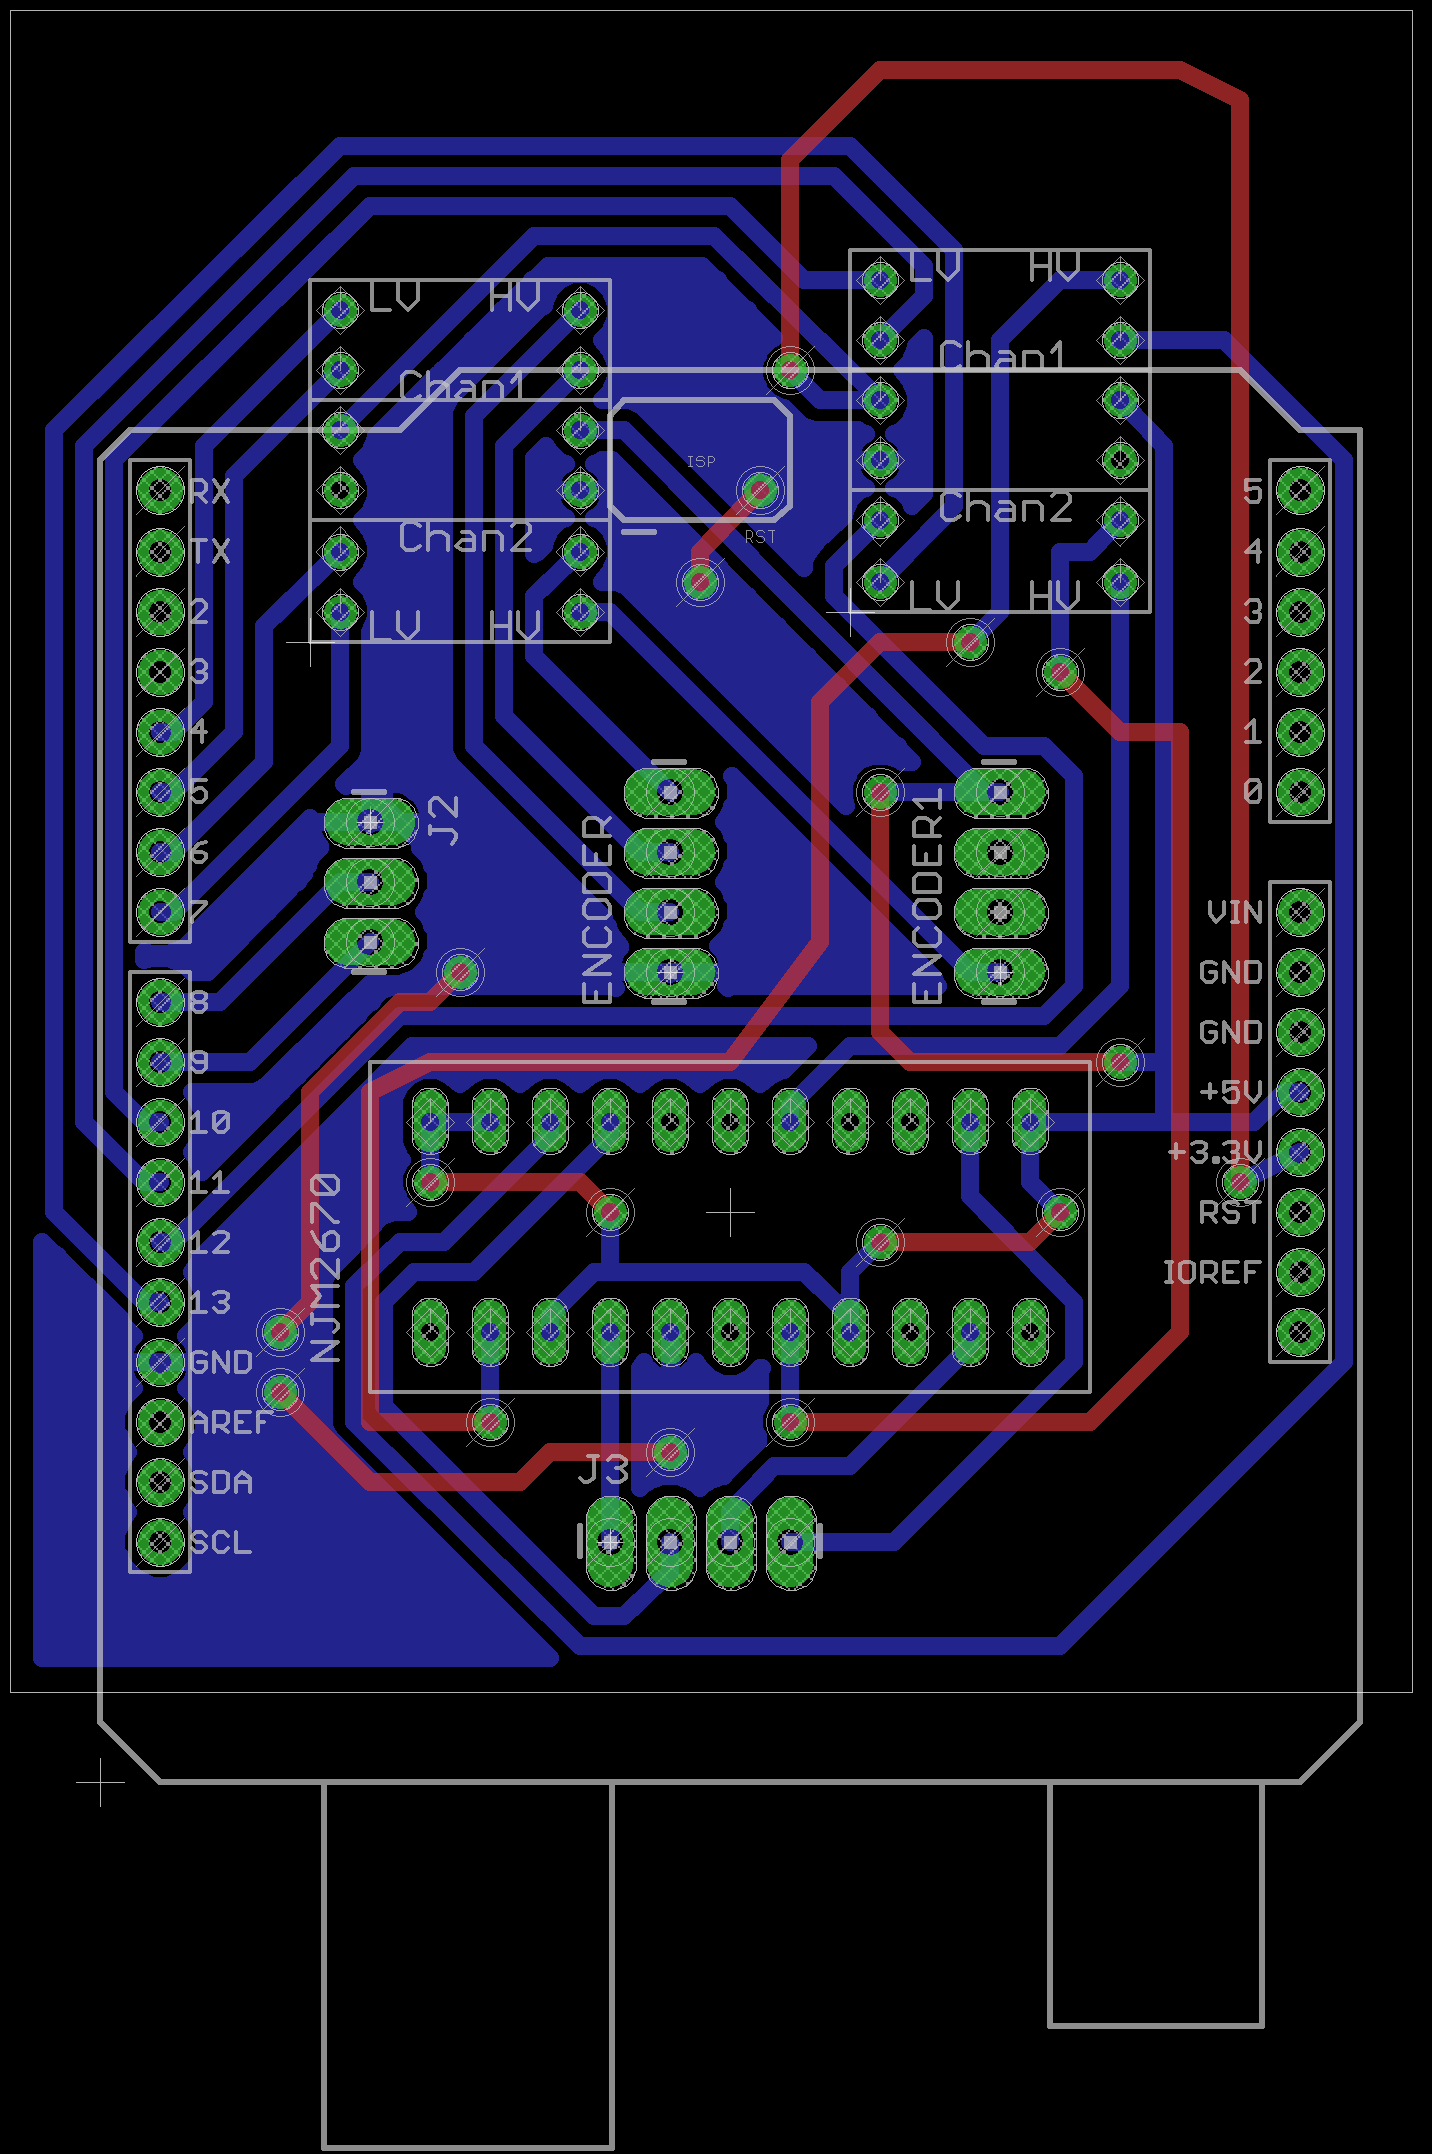 LV HV
LV HV
Chan1
Chan1
ISP
RX
5
Chan2
Chan2
RST
TX
4
LV HV
2
3
LV HV
3
2
4
1
5
0
J2
6
ENCODER
ENCODER1
7
VIN
GND
8
GND
9
+5V
10
+3.3V
11
RST
12
IOREF
13
NJM2670
GND
AREF
J3
SDA
SCL